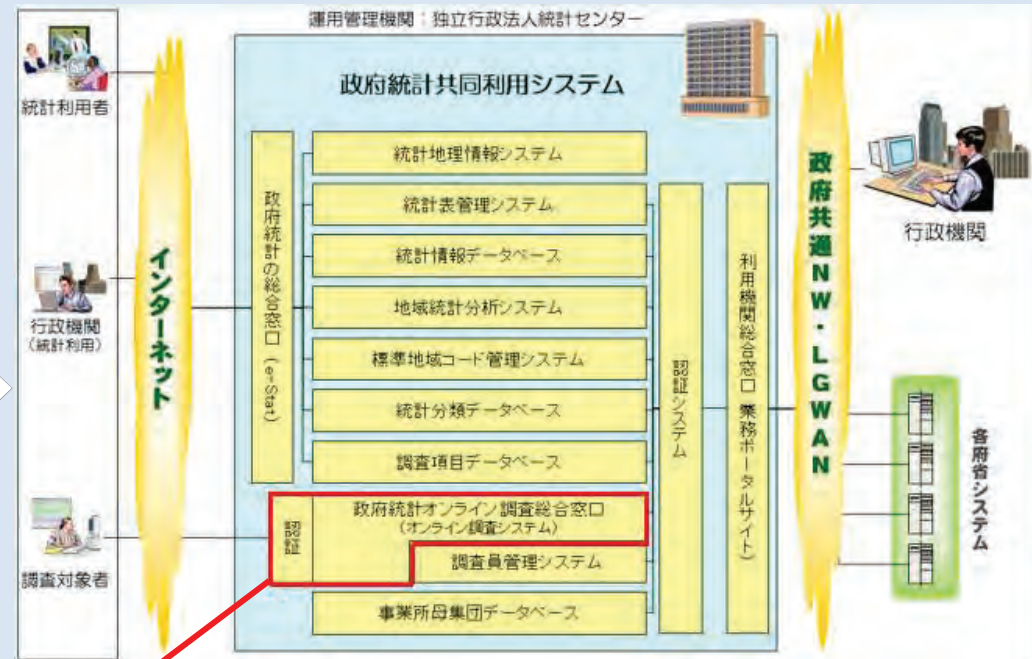 運用管理機関：独立行政法人統計センター
政府統計共同利用システム
統計利用者
行政機関
（統計利用）
調査対象者
インターネット
政府統計の総合窓口（e-Stat）
統計地理情報システム
統計表管理システム
統計情報データベース
地域統計分析システム
標準地域コード管理システム
統計分類データベース
調査項目データベース
認証
政府統計オンライン調査総合窓口
（オンライン調査システム）
調査員管理システム
事業所母集団データベース
認証システム
利用機関総合窓口（業務ポータルサイト）
政府共通NW・LGWAN
行政機関
各府省システム